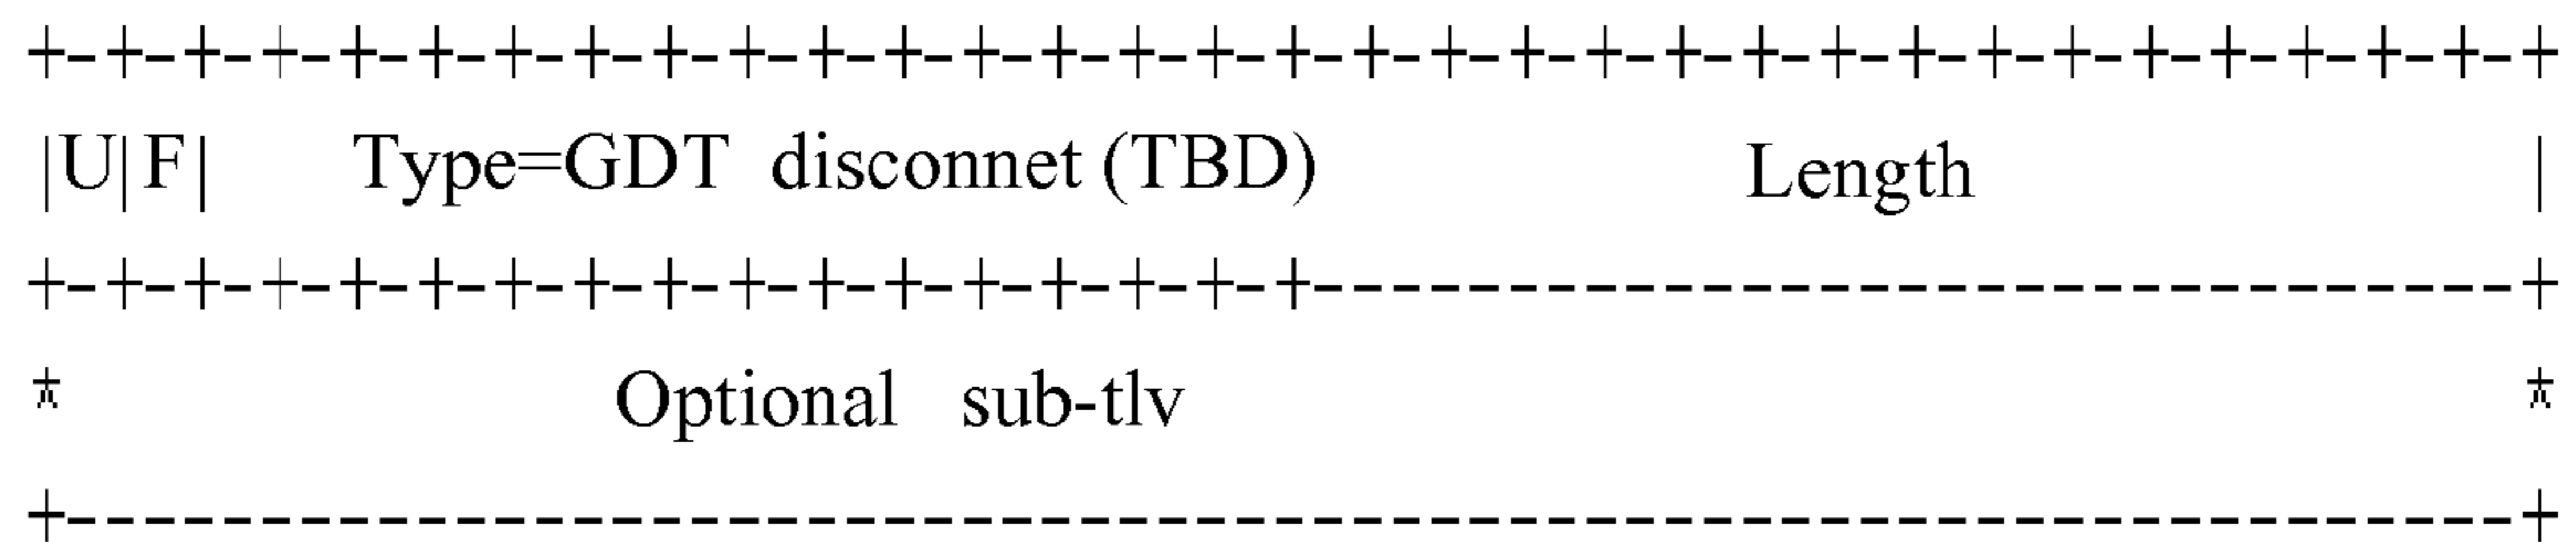 +-+-+-+-+-+-+-+-+-+-+-+-+-+-+-+-+-+-+-+-+-+-+-+-+-+-+-+-+-+-+-+-+
|U|F| Type=GDT disconnet (TBD) Length |
+-+-+-+-+-+-+-+-+-+-+-+-+-+-+-+-+-------------------------------+
* Optional sub-tlv *
+---------------------------------------------------------------+